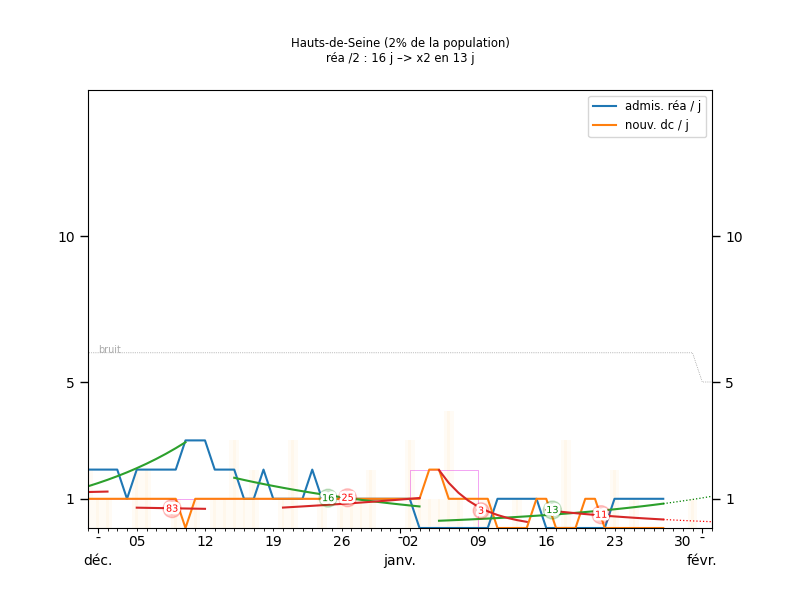 Hauts-de-Seine (2% de la population)
réa /2 : 16 j –> x2 en 13 j
admis. réa / j
nouv. dc / j
10 10
bruit
5 5
1 1
83 16 25 3 13 11
- 05 12 19 26 -02 09 16 23 30 -
déc. janv. févr.